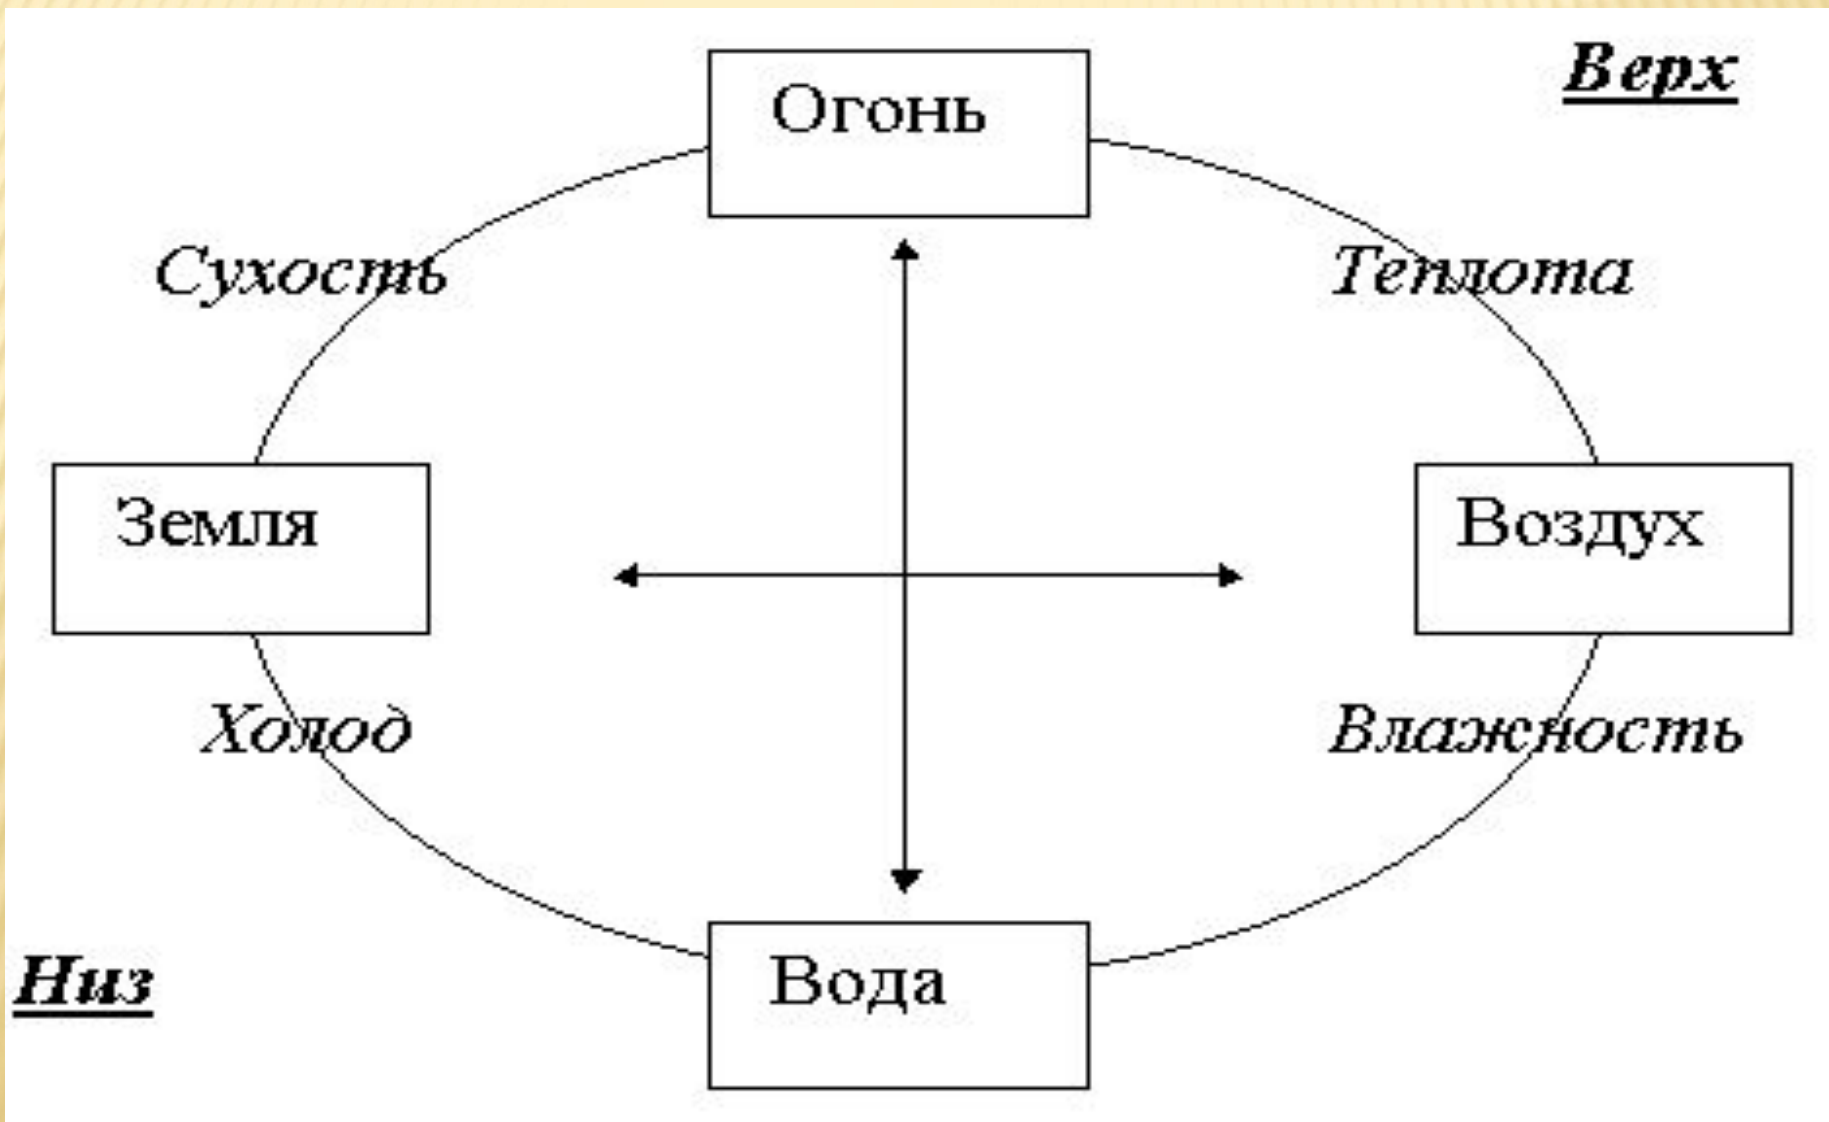 Верх
Огонь
Сухость
Теплота
Земля
Воздух
Холод
Влажность
Низ
Вода